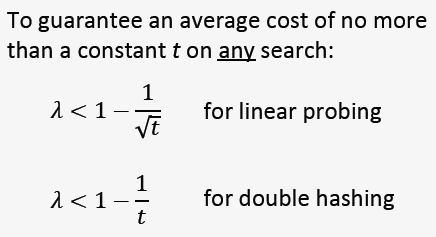 To guarantee an average cost of no more
than a constant t on any search:
λ < 1 − 1/√t for linear probing
λ < 1 − 1/t for double hashing